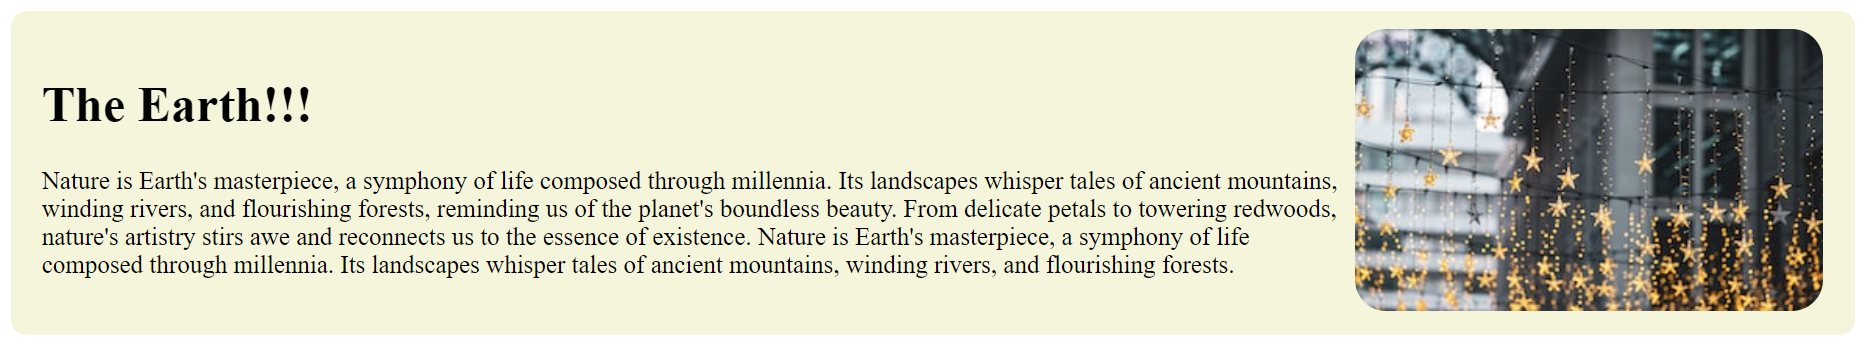 The Earth!!!
Nature is Earth's masterpiece, a symphony of life composed through millennia. Its landscapes whisper tales of ancient mountains,
winding rivers, and flourishing forests, reminding us of the planet's boundless beauty. From delicate petals to towering redwoods,
nature's artistry stirs awe and reconnects us to the essence of existence. Nature is Earth's masterpiece, a symphony of life
composed through millennia. Its landscapes whisper tales of ancient mountains, winding rivers, and flourishing forests.